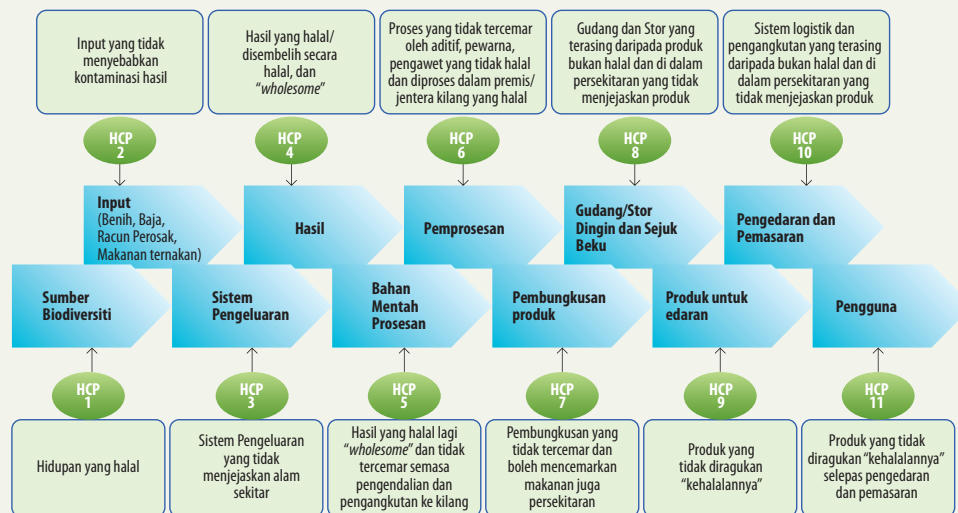 Input yang tidak
menyebabkan
kontaminasi hasil
Hasil yang halal/
disembelih secara
halal, dan
“wholesome”
Proses yang tidak tercemar
oleh aditif, pewarna,
pengawet yang tidak halal
dan diproses dalam premis/
jentera kilang yang halal
Gudang dan Stor yang
terasing daripada produk
bukan halal dan di dalam
persekitaran yang tidak
menjejaskan produk
Sistem logistik dan
pengangkutan yang terasing
daripada bukan halal dan di
dalam persekitaran yang
tidak menjejaskan produk
HCP
2
HCP
4
HCP
6
HCP
8
HCP
10
Input
(Benih, Baja,
Racun Perosak,
Makanan ternakan)
Hasil
Pemprosesan
Gudang/Stor
Dingin dan Sejuk
Beku
Pengedaran dan
Pemasaran
Sumber
Biodiversiti
Sistem
Pengeluaran
Bahan
Mentah
Prosesan
Pembungkusan
produk
Produk untuk
edaran
Pengguna
HCP
1
HCP
3
HCP
5
HCP
7
HCP
9
HCP
11
Hidupan yang halal
Sistem Pengeluaran
yang tidak
menjejaskan alam
sekitar
Hasil yang halal lagi
“wholesome” dan tidak
tercemar semasa
pengendalian dan
pengangkutan ke kilang
Pembungkusan yang
tidak tercemar dan
boleh mencemarkan
makanan juga
persekitaran
Produk yang
tidak diragukan
“kehalalannya”
Produk yang tidak
diragukan “kehalalannya”
selepas pengedaran
dan pemasaran